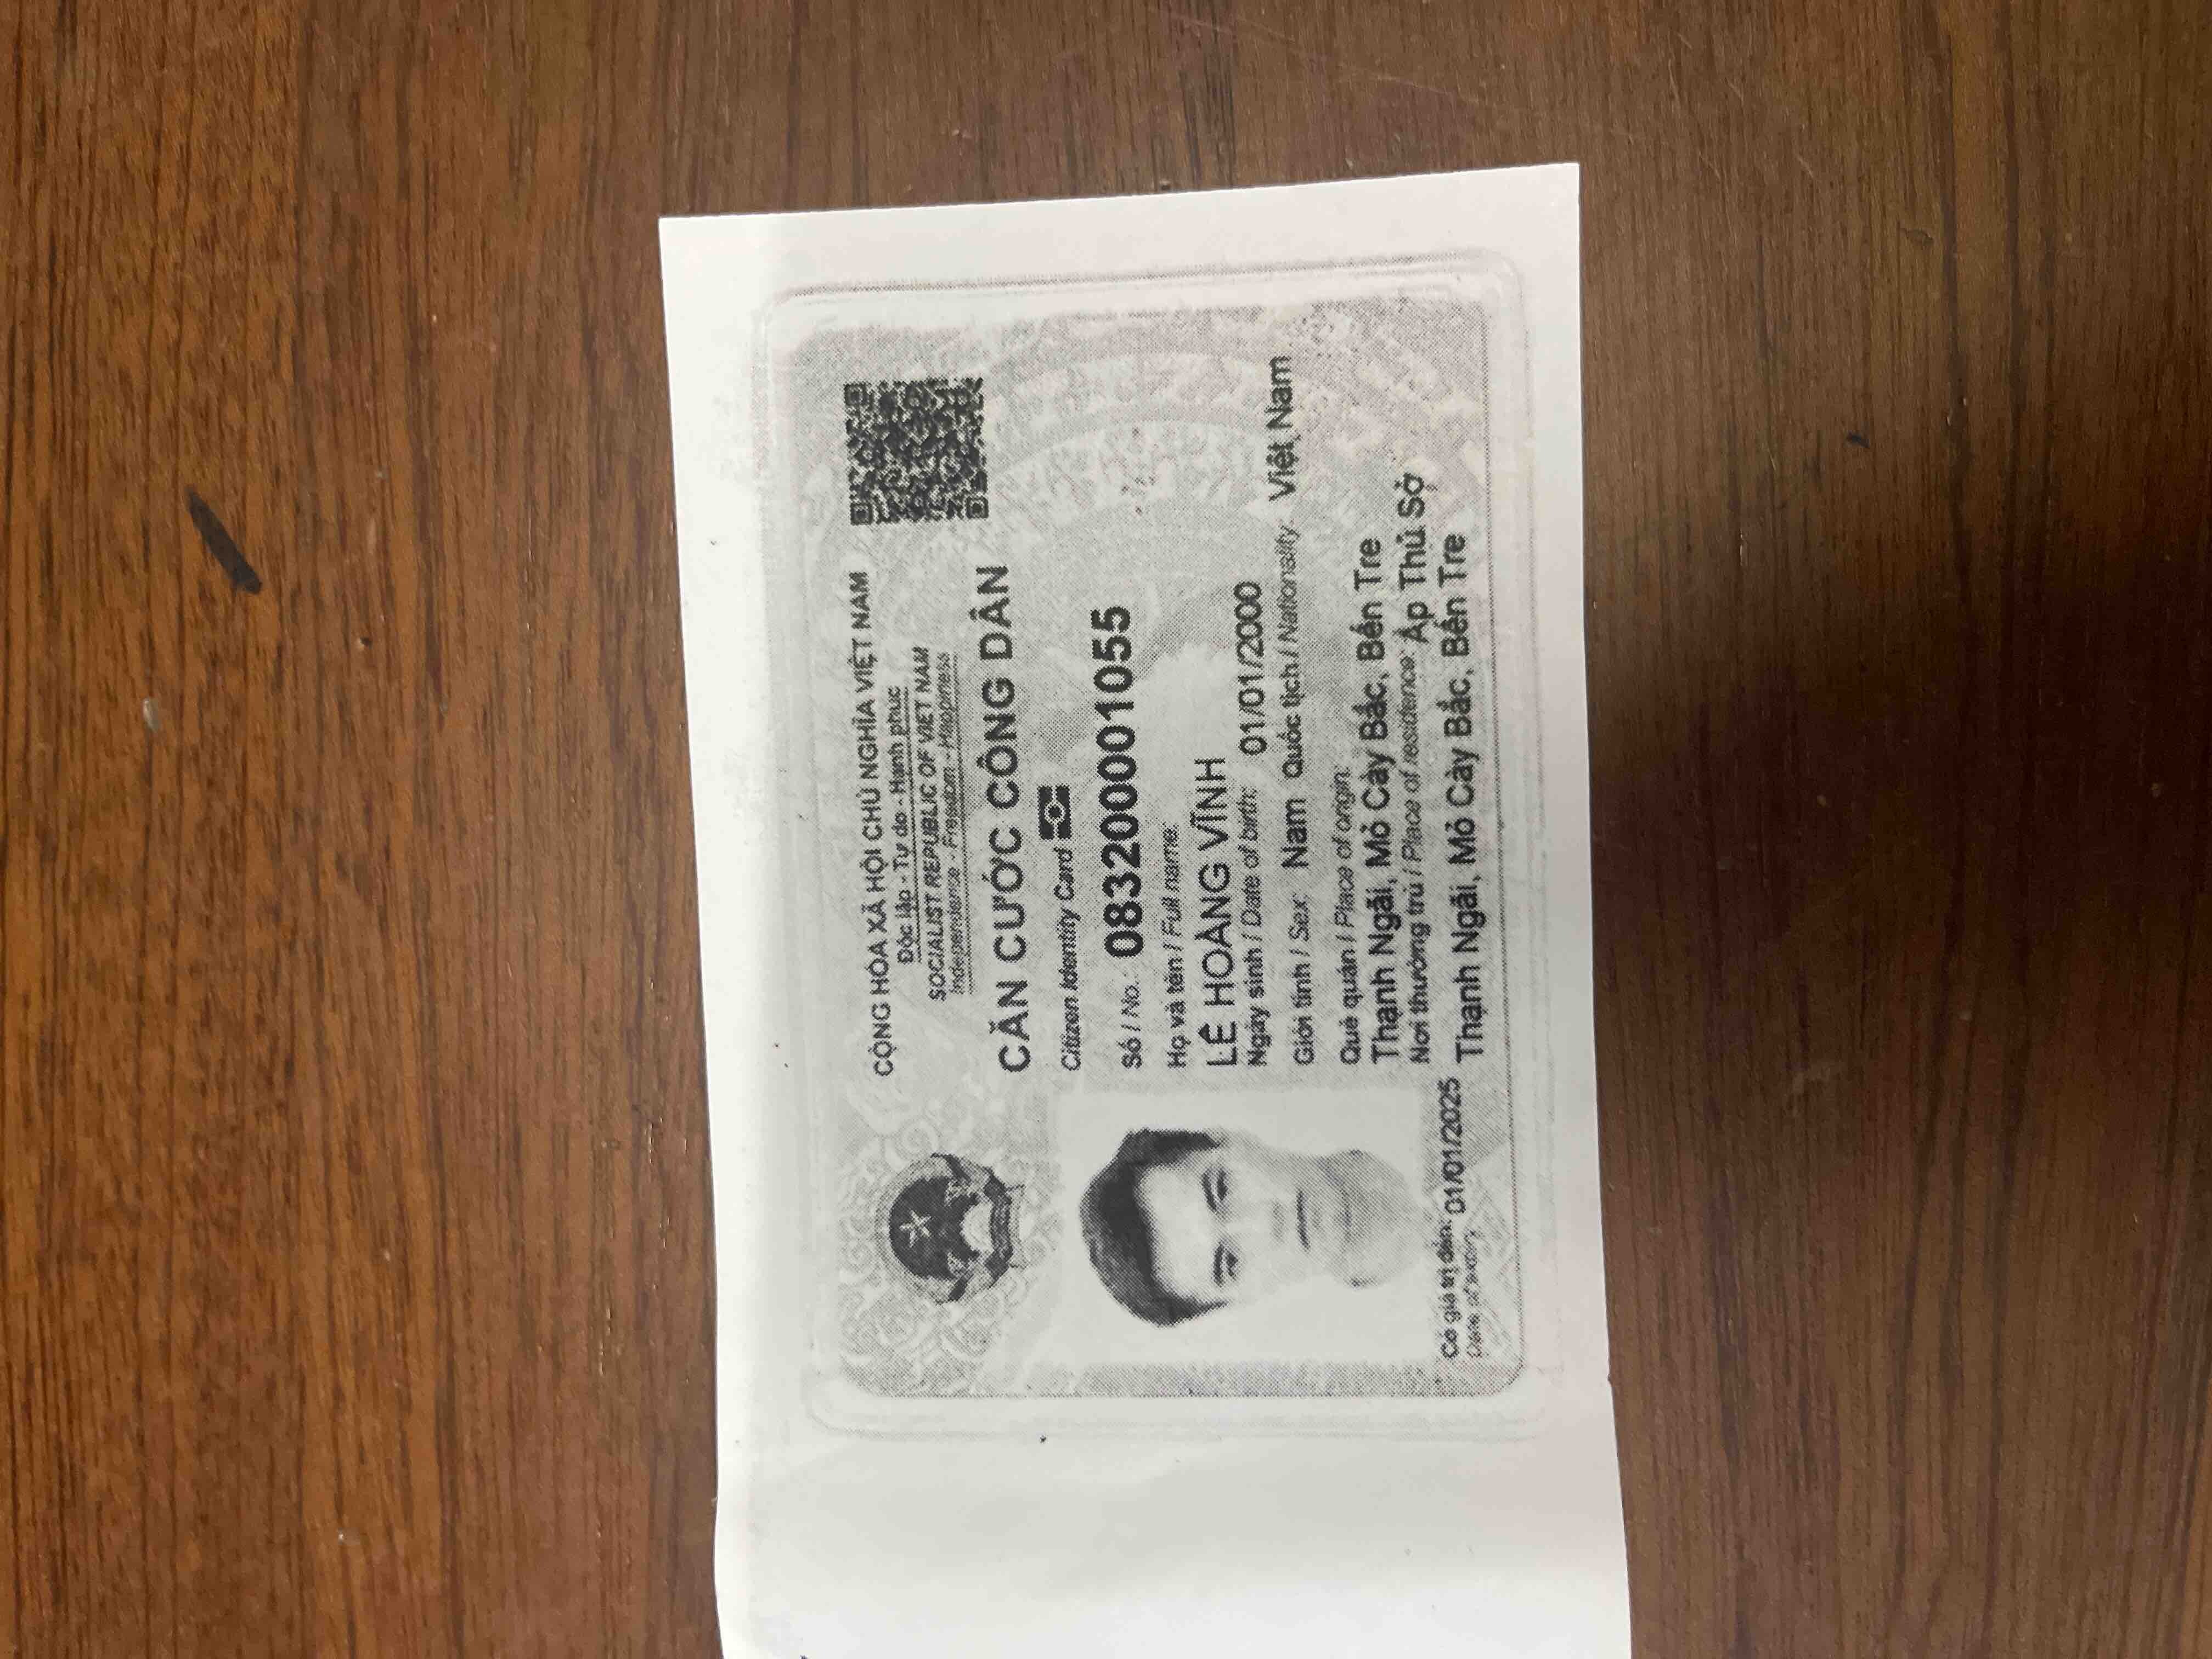 CỘNG HÒA XÃ HỘI CHỦ NGHĨA VIỆT NAM
Độc lập - Tự do - Hạnh phúc
SOCIALIST REPUBLIC OF VIET NAM
Independence - Freedom - Happiness
CĂN CƯỚC CÔNG DÂN
Citizen Identity Card
Số / No.: 083200001055
Họ và tên / Full name:
LÊ HOÀNG VĨNH
Ngày sinh / Date of birth: 01/01/2000
Giới tính / Sex: Nam Quốc tịch / Nationality: Việt Nam
Quê quán / Place of origin:
Thạnh Ngãi, Mỏ Cày Bắc, Bến Tre
Nơi thường trú / Place of residence: Ấp Thủ Sở
Thạnh Ngãi, Mỏ Cày Bắc, Bến Tre
Có giá trị đến: 01/01/2025
Date of expiry